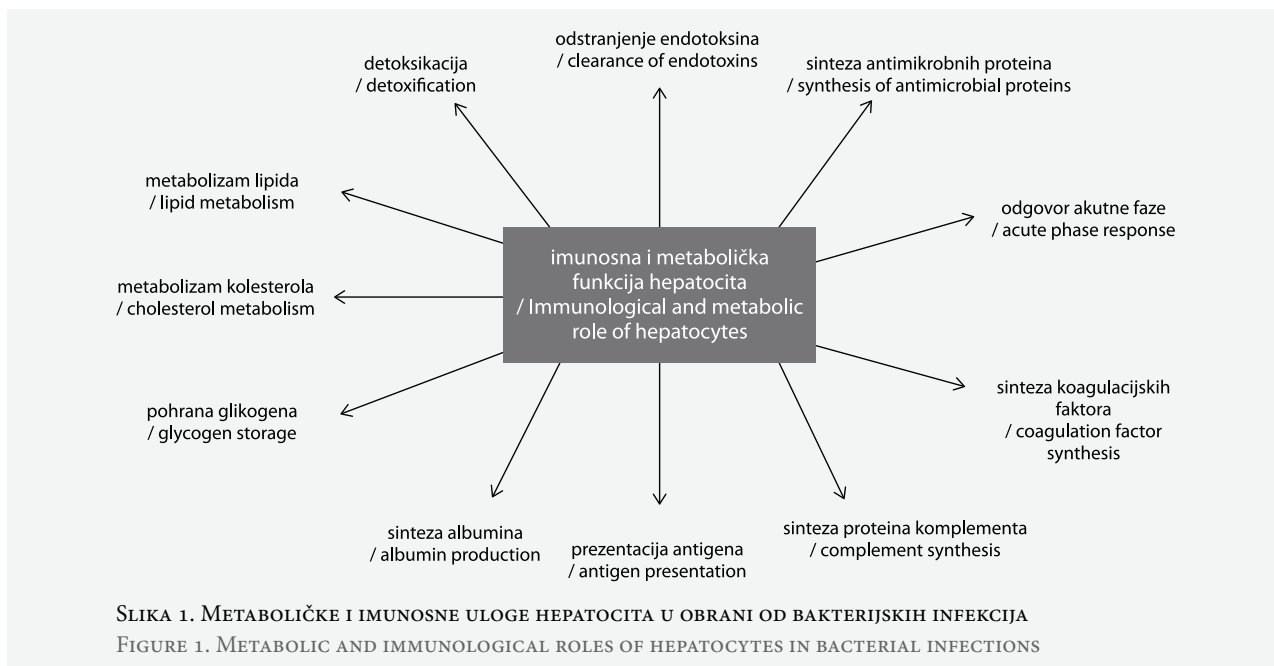 odstranjenje endotoksina
/ clearance of endotoxins
detoksikacija
/ detoxification
sinteza antimikrobnih proteina
/ synthesis of antimicrobial proteins
metabolizam lipida
/ lipid metabolism
odgovor akutne faze
/ acute phase response
imunosna i metabolička
funkcija hepatocita
/ Immunological and metabolic
role of hepatocytes
metabolizam kolesterola
/ cholesterol metabolism
sinteza koagulacijskih
faktora
/ coagulation factor
synthesis
pohrana glikogena
/ glycogen storage
sinteza albumina
/ albumin production
prezentacija antigena
/ antigen presentation
sinteza proteina komplementa
/ complement synthesis
Slika 1. Metaboličke i imunosne uloge hepatocita u obrani od bakterijskih infekcija
Figure 1. Metabolic and immunological roles of hepatocytes in bacterial infections